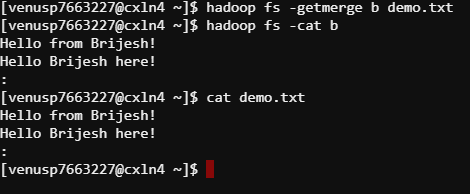 [venusp7663227@cxln4 ~]$ hadoop fs -getmerge b demo.txt
[venusp7663227@cxln4 ~]$ hadoop fs -cat b
Hello from Brijesh!
Hello Brijesh here!
:
[venusp7663227@cxln4 ~]$ cat demo.txt
Hello from Brijesh!
Hello Brijesh here!
:
[venusp7663227@cxln4 ~]$